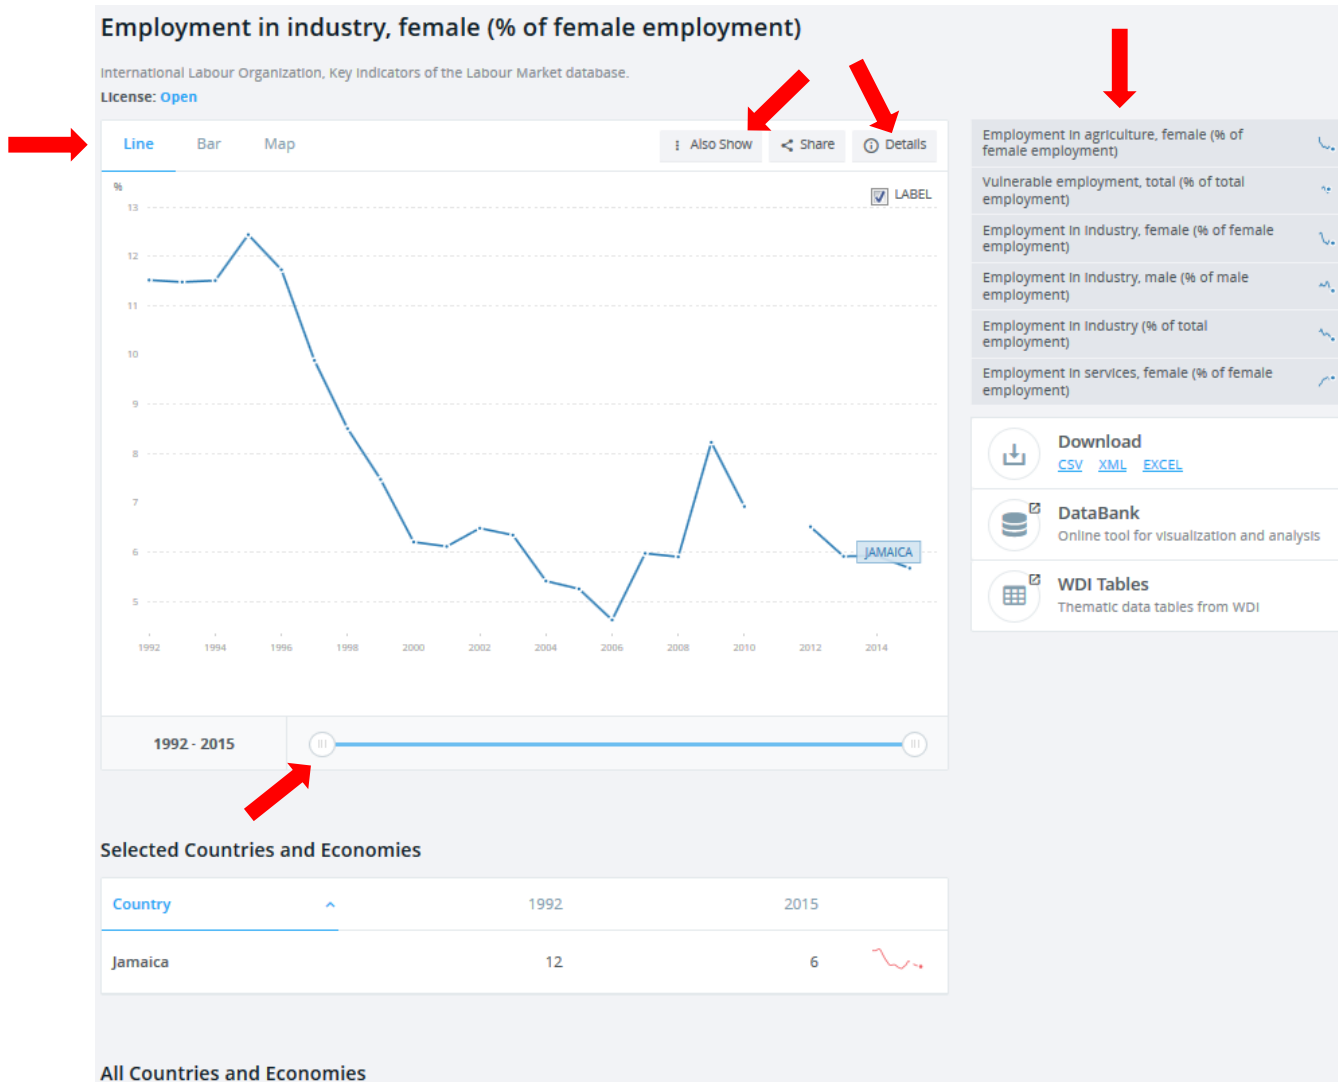 Employment in industry, female (% of female employment)
International Labour Organization, Key Indicators of the Labour Market database.
License: Open
Line Bar Map
Also Show Share Details
%
LABEL
13
12
11
10
9
8
7
6
5
JAMAICA
1992 1994 1996 1998 2000 2002 2004 2006 2008 2010 2012 2014
1992 - 2015
Employment in agriculture, female (% of
female employment)
Vulnerable employment, total (% of total
employment)
Employment in industry, female (% of female
employment)
Employment in industry, male (% of male
employment)
Employment in industry (% of total
employment)
Employment in services, female (% of female
employment)
Download
CSV XML EXCEL
DataBank
Online tool for visualization and analysis
WDI Tables
Thematic data tables from WDI
Selected Countries and Economies
Country 1992 2015
Jamaica 12 6
All Countries and Economies